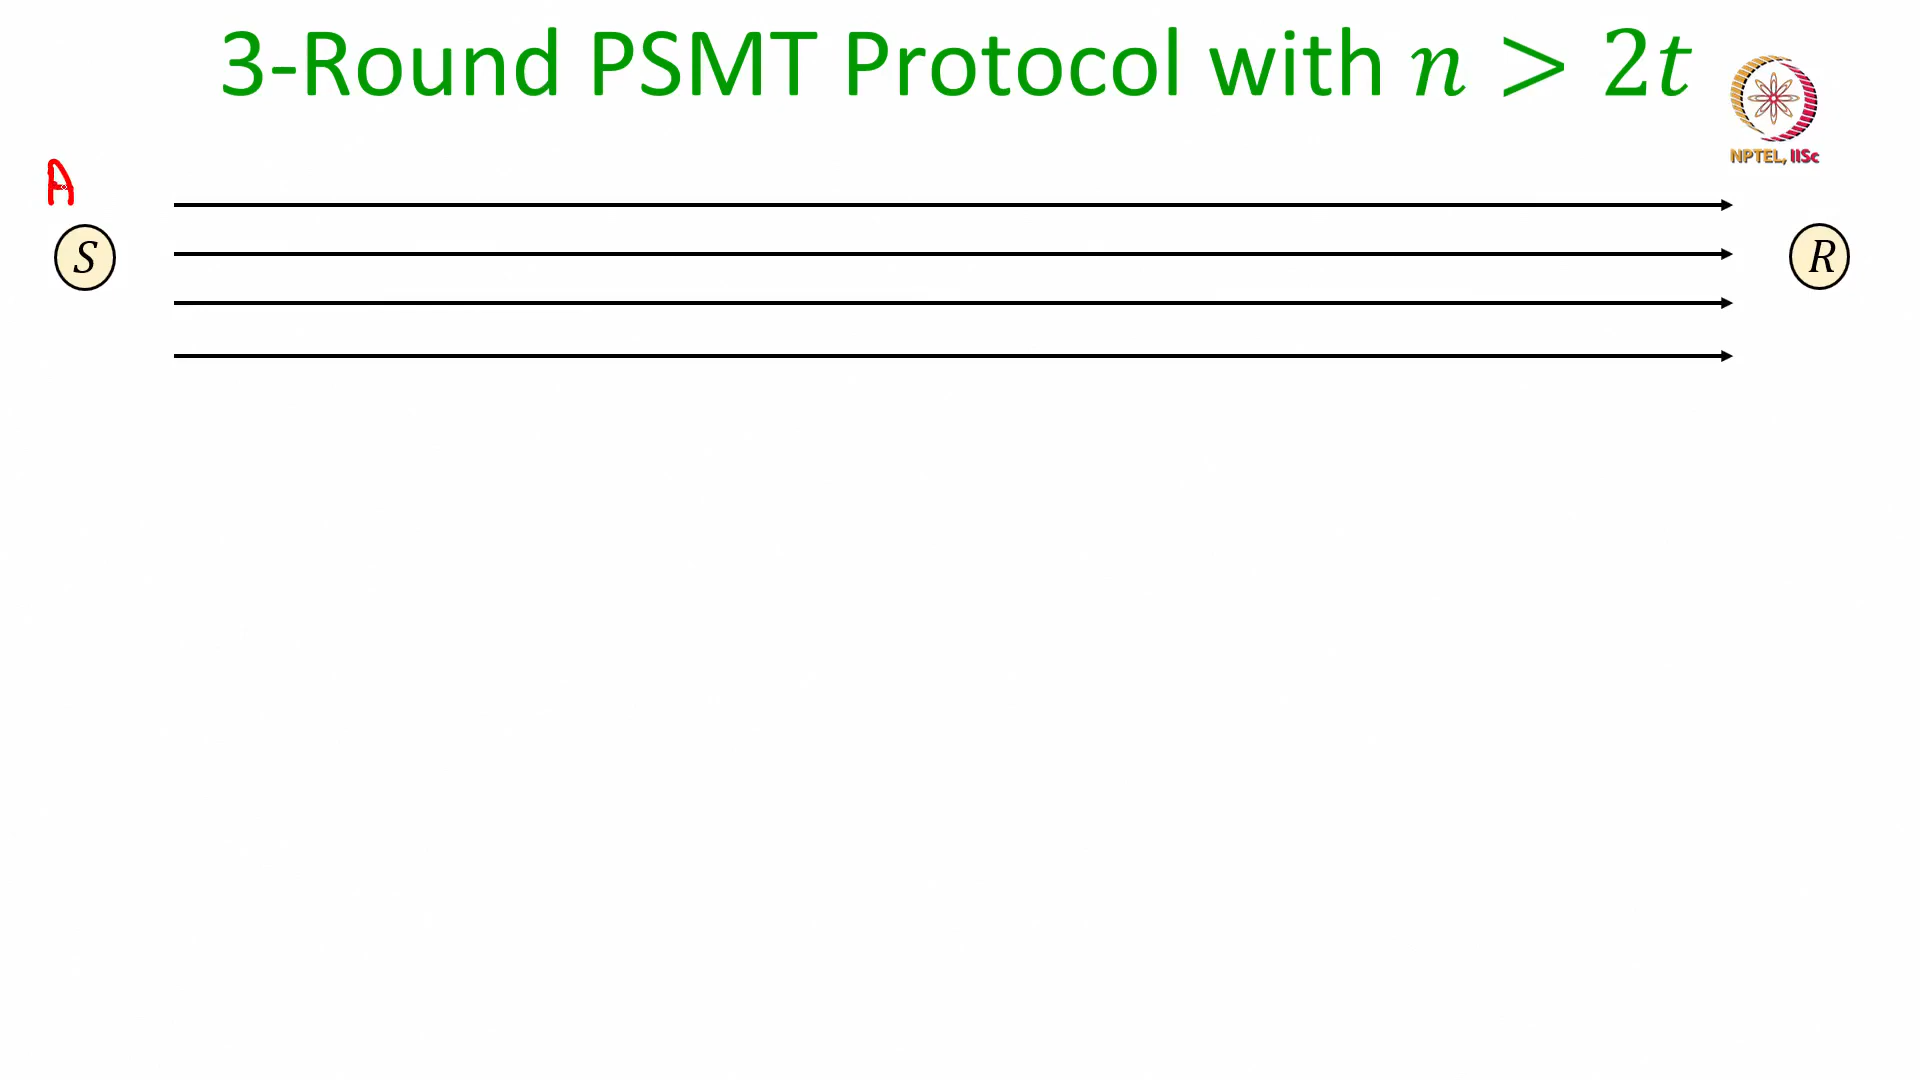 3-Round PSMT Protocol with n > 2t
NPTEL, IISc
A
S
R